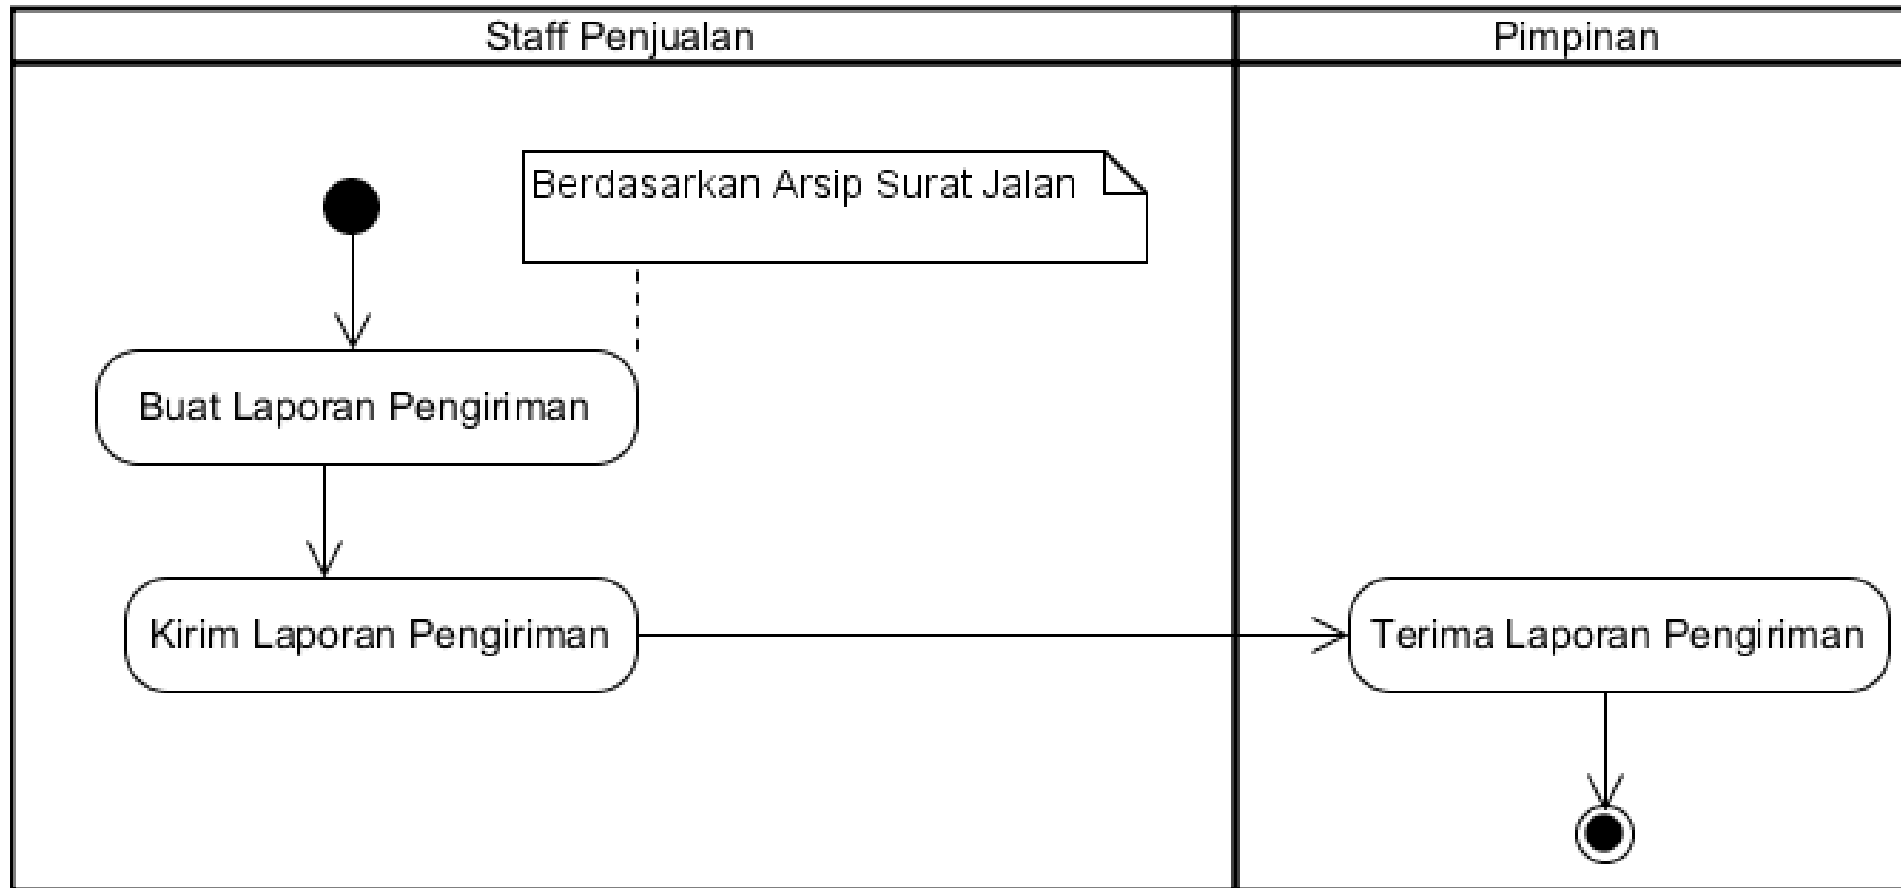 Staff Penjualan
Pimpinan
Berdasarkan Arsip Surat Jalan
Buat Laporan Pengiriman
Kirim Laporan Pengiriman
Terima Laporan Pengiriman